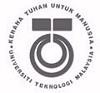 KERANA TUHAN UNTUK MANUSIA
UNIVERSITI TEKNOLOGI MALAYSIA